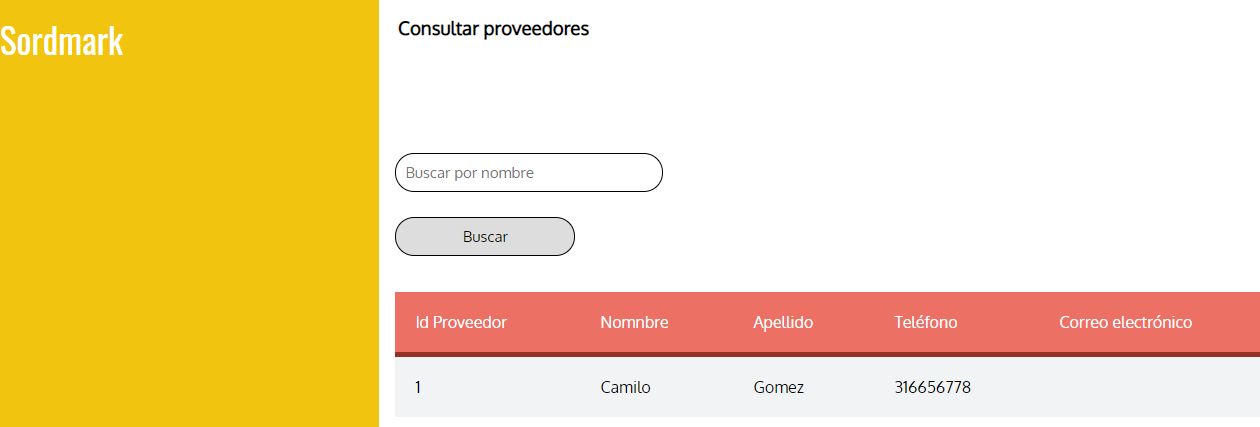 Sordmark
Consultar proveedores
Buscar por nombre
Buscar
Id Proveedor Nomnbre Apellido Teléfono Correo electrónico
1 Camilo Gomez 316656778